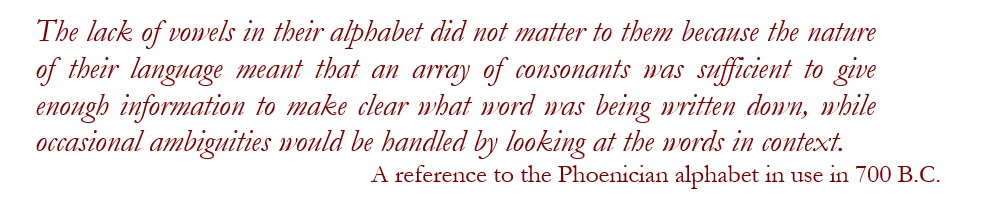 The lack of vowels in their alphabet did not matter to them because the nature
of their language meant that an array of consonants was sufficient to give
enough information to make clear what word was being written down, while
occasional ambiguities would be handled by looking at the words in context.
A reference to the Phoenician alphabet in use in 700 B.C.